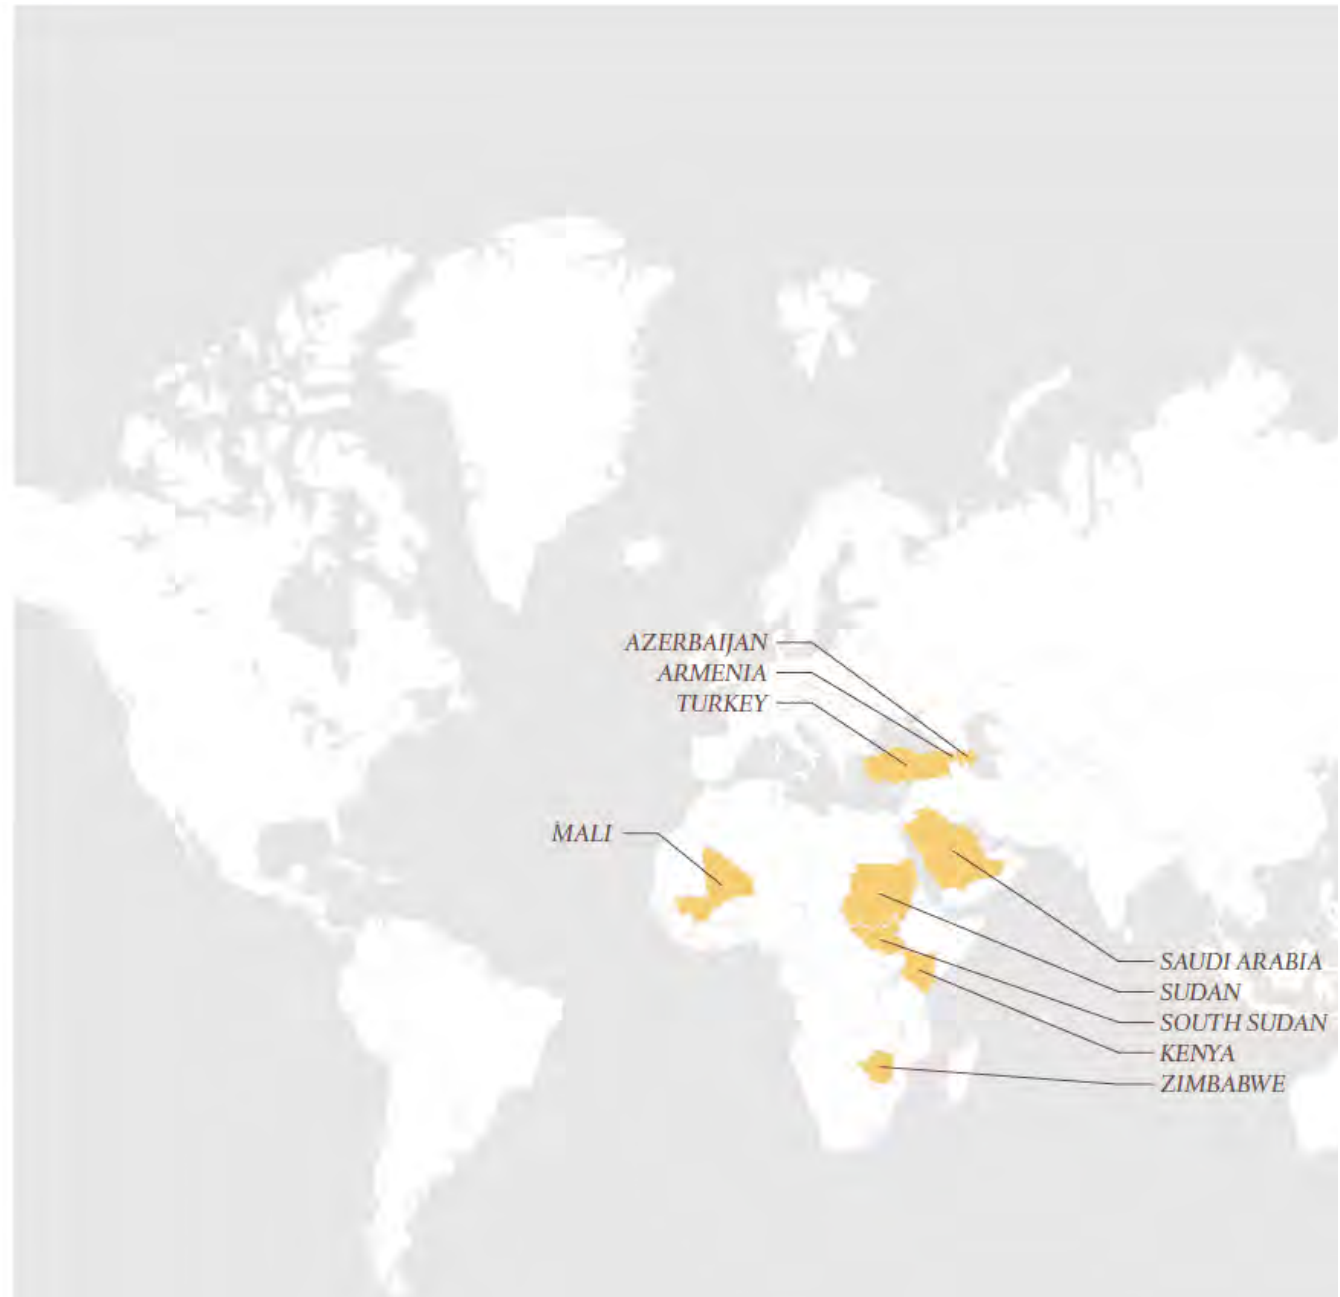 AZERBAIJAN
ARMENIA
TURKEY
MALI
SAUDI ARABIA
SUDAN
SOUTH SUDAN
KENYA
ZIMBABWE